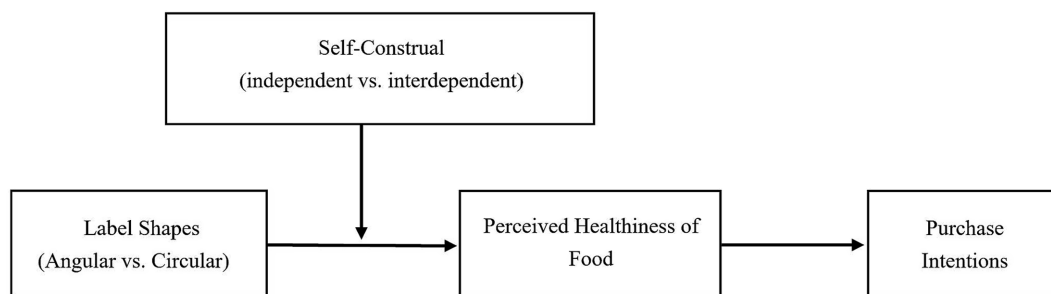 Self-Construal
(independent vs. interdependent)
Label Shapes
(Angular vs. Circular)
Perceived Healthiness of
Food
Purchase
Intentions